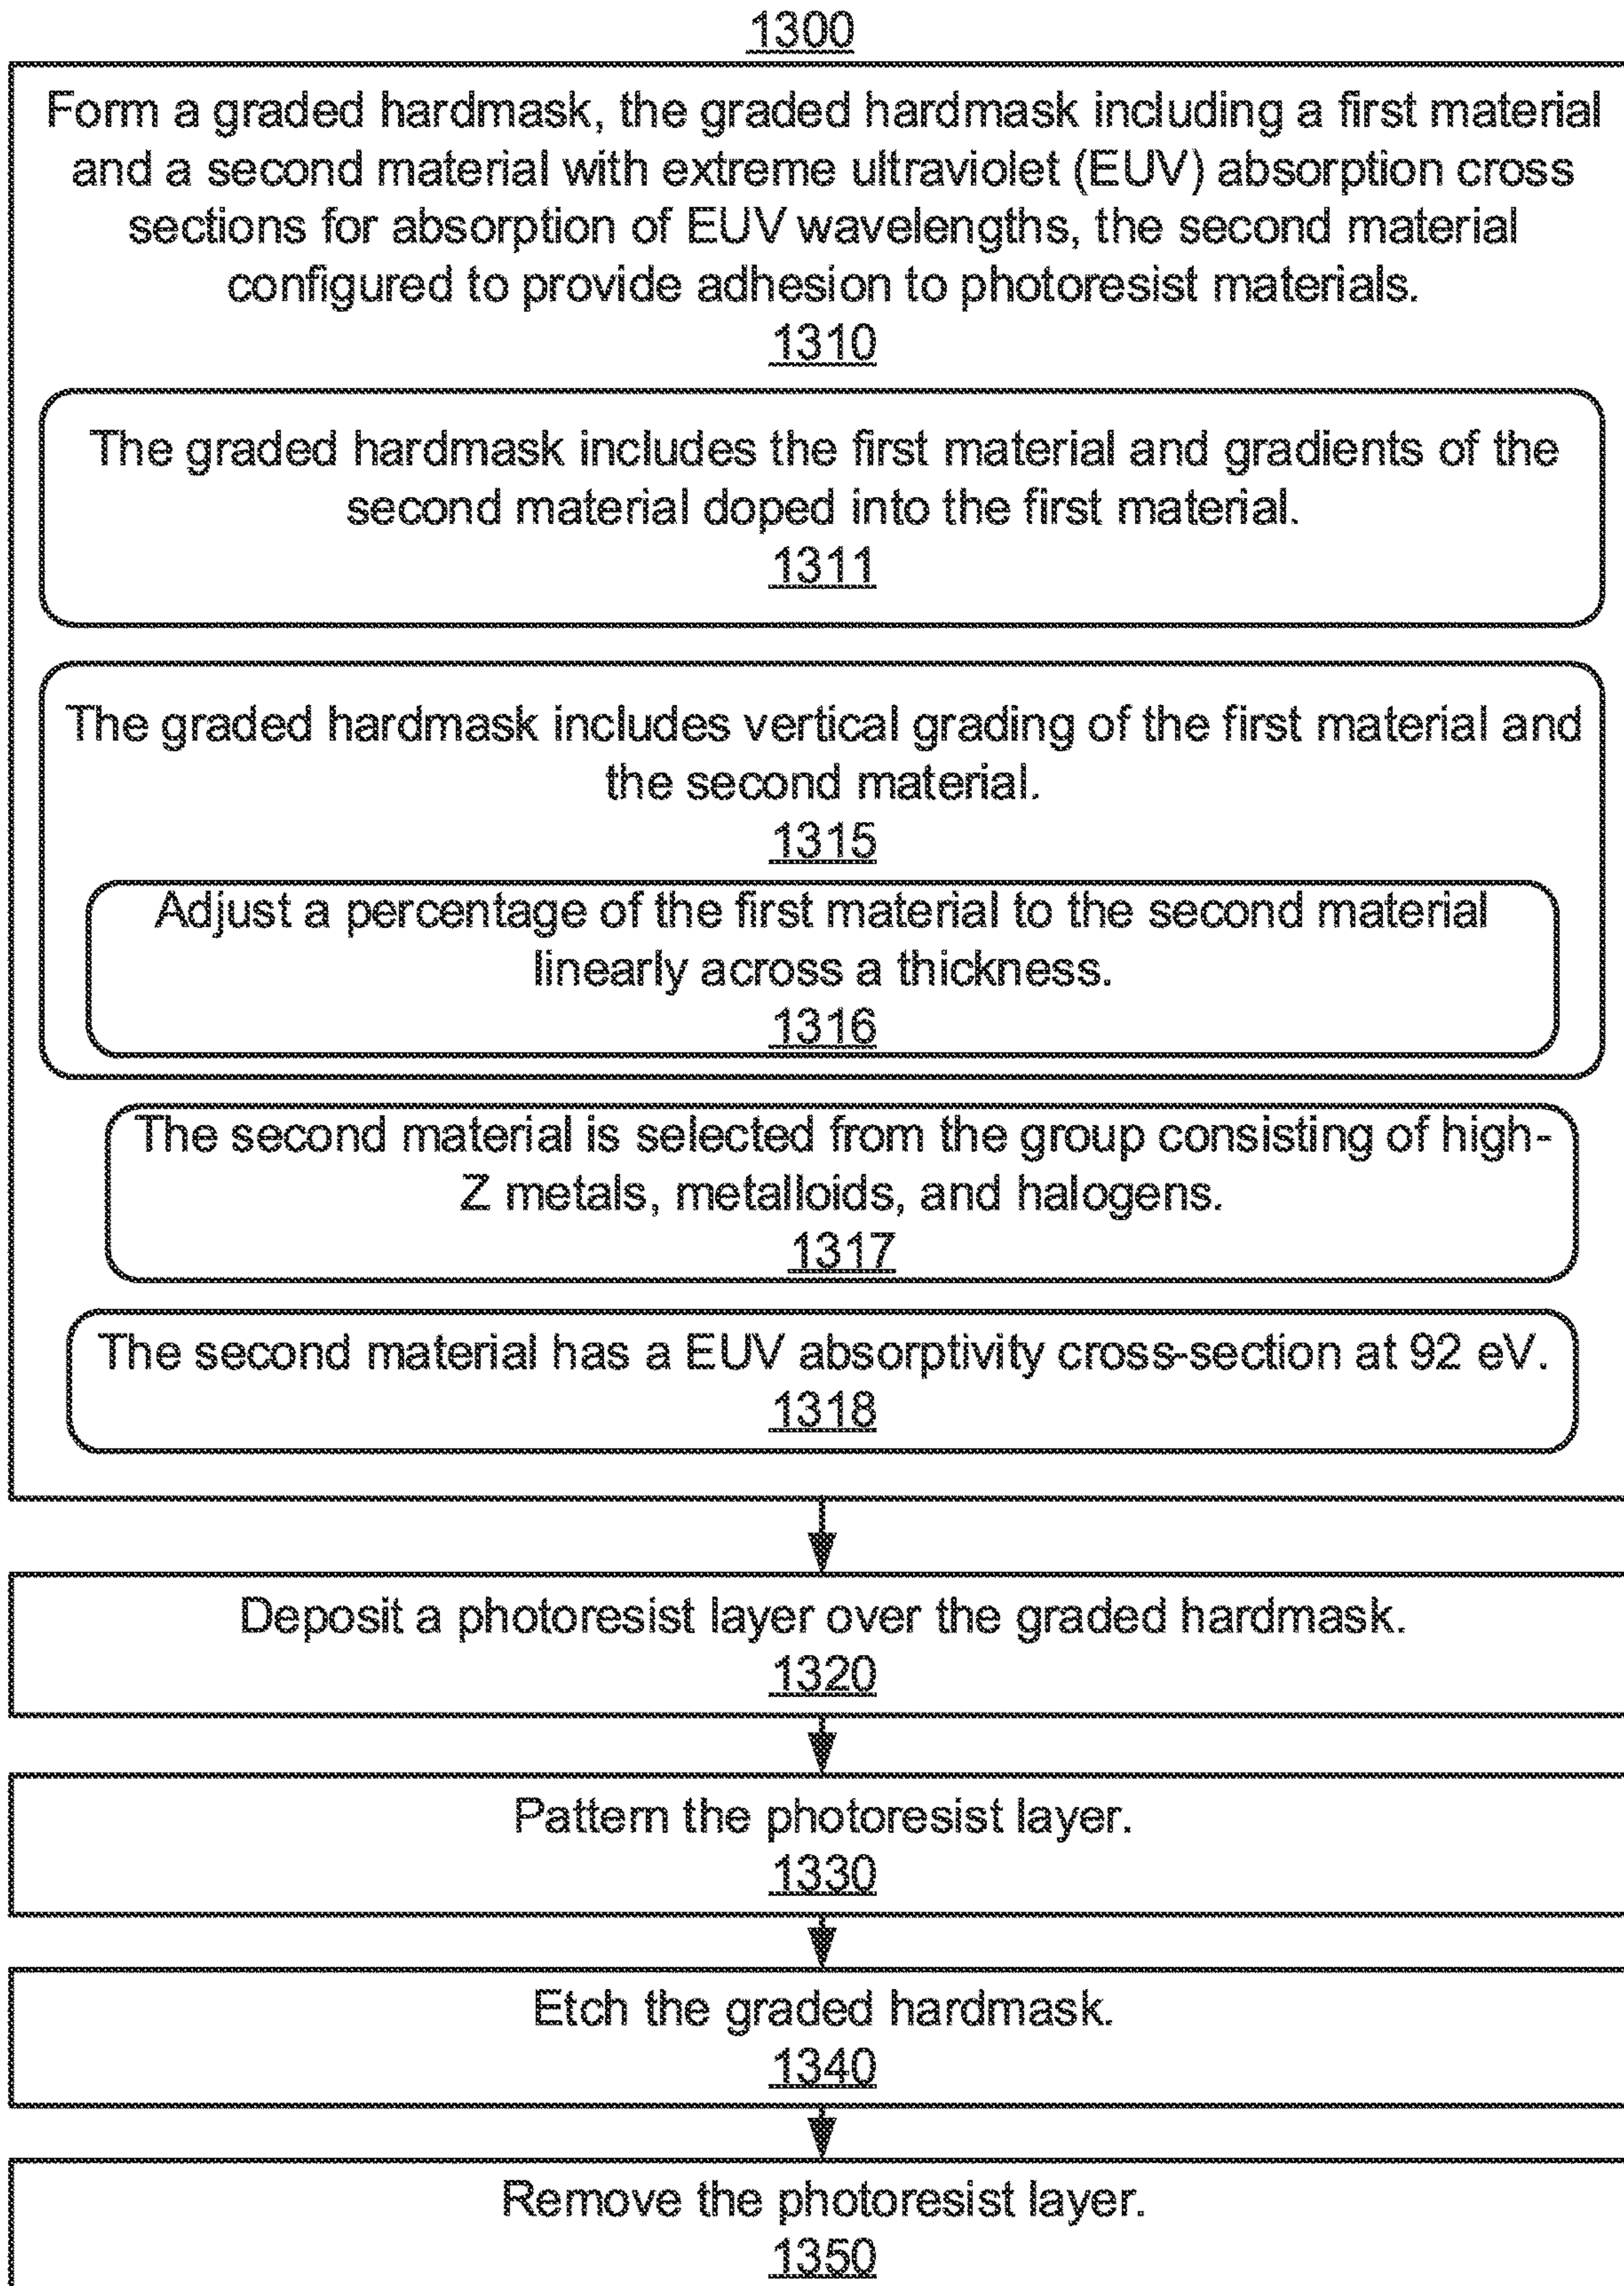 1300
Form a graded hardmask, the graded hardmask including a first material
and a second material with extreme ultraviolet (EUV) absorption cross
sections for absorption of EUV wavelengths, the second material
configured to provide adhesion to photoresist materials.
1310
The graded hardmask includes the first material and gradients of the
second material doped into the first material.
1311
The graded hardmask includes vertical grading of the first material and
the second material.
1315
Adjust a percentage of the first material to the second material
linearly across a thickness.
1316
The second material is selected from the group consisting of high-
Z metals, metalloids, and halogens.
1317
The second material has a EUV absorptivity cross-section at 92 eV.
1318
Deposit a photoresist layer over the graded hardmask.
1320
Pattern the photoresist layer.
1330
Etch the graded hardmask.
1340
Remove the photoresist layer.
1350